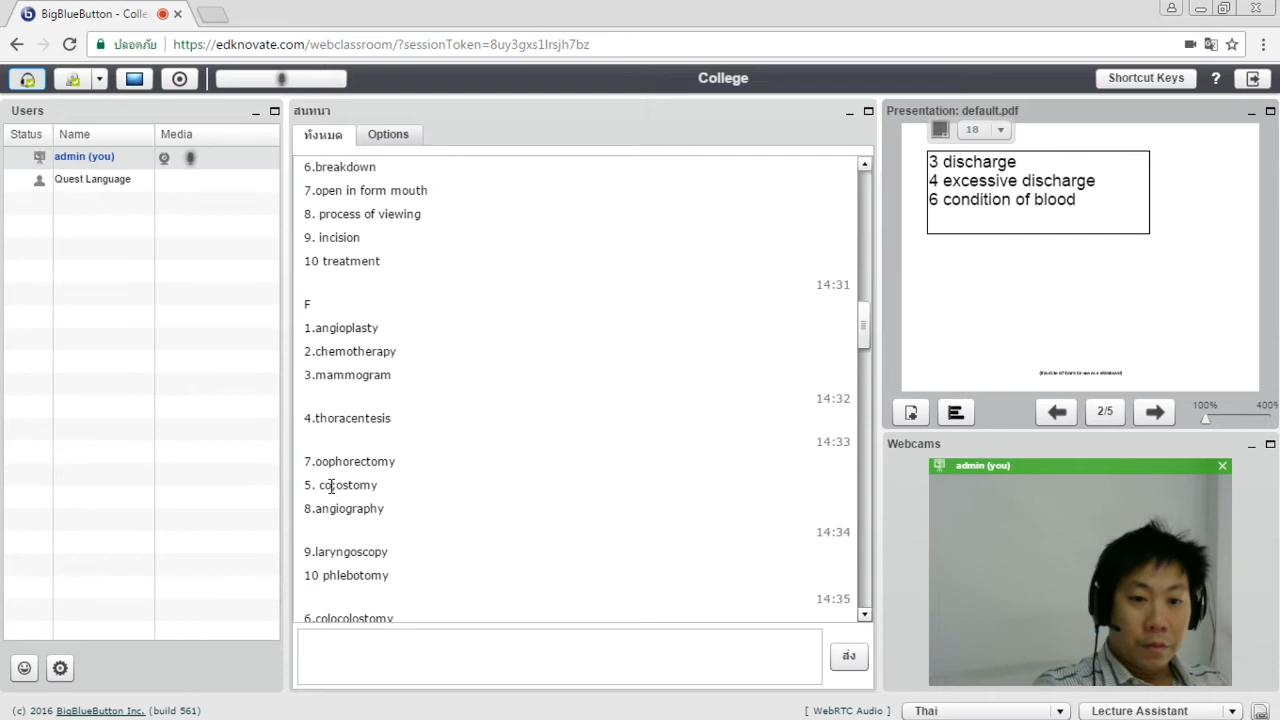 BigBlueButton - Colle
ปลอดภัย https://edknovate.com/webclassroom/?sessionToken=8uy3gxs1lrsjh7bz
College
Shortcut Keys
?
Users
Status Name Media
admin (you)
Quest Language
สนทนา
ทั้งหมด Options
6.breakdown
7.open in form mouth
8. process of viewing
9. incision
10 treatment
14:31
F
1.angioplasty
2.chemotherapy
3.mammogram
14:32
4.thoracentesis
14:33
7.oophorectomy
5. colostomy
8.angiography
14:34
9.laryngoscopy
10 phlebotomy
14:35
6.colocolostomy
ส่ง
Presentation: default.pdf
18
3 discharge
4 excessive discharge
6 condition of blood
2/5
100% 400%
Webcams
admin (you)
(c) 2016 BigBlueButton Inc. (build 561)
[ WebRTC Audio ]
Thai
Lecture Assistant